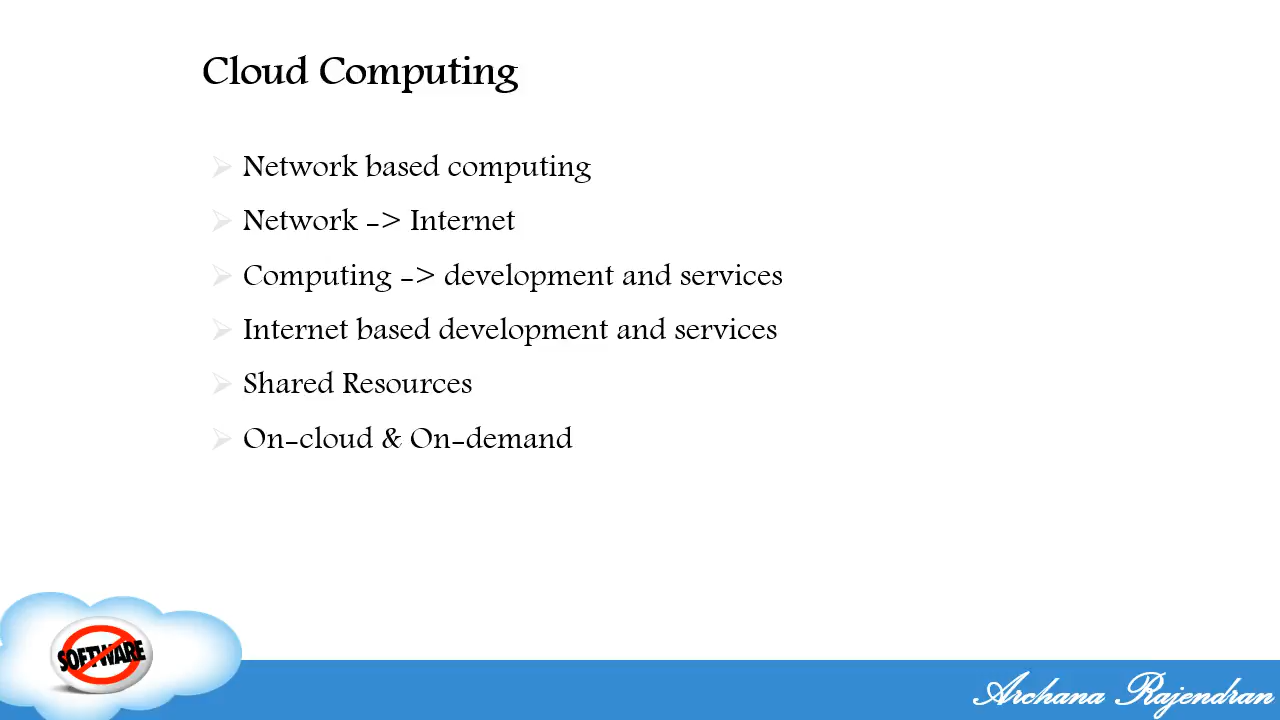 Cloud Computing
Network based computing
Network -> Internet
Computing -> development and services
Internet based development and services
Shared Resources
On-cloud & On-demand
SOFTWARE
Archana Rajendran